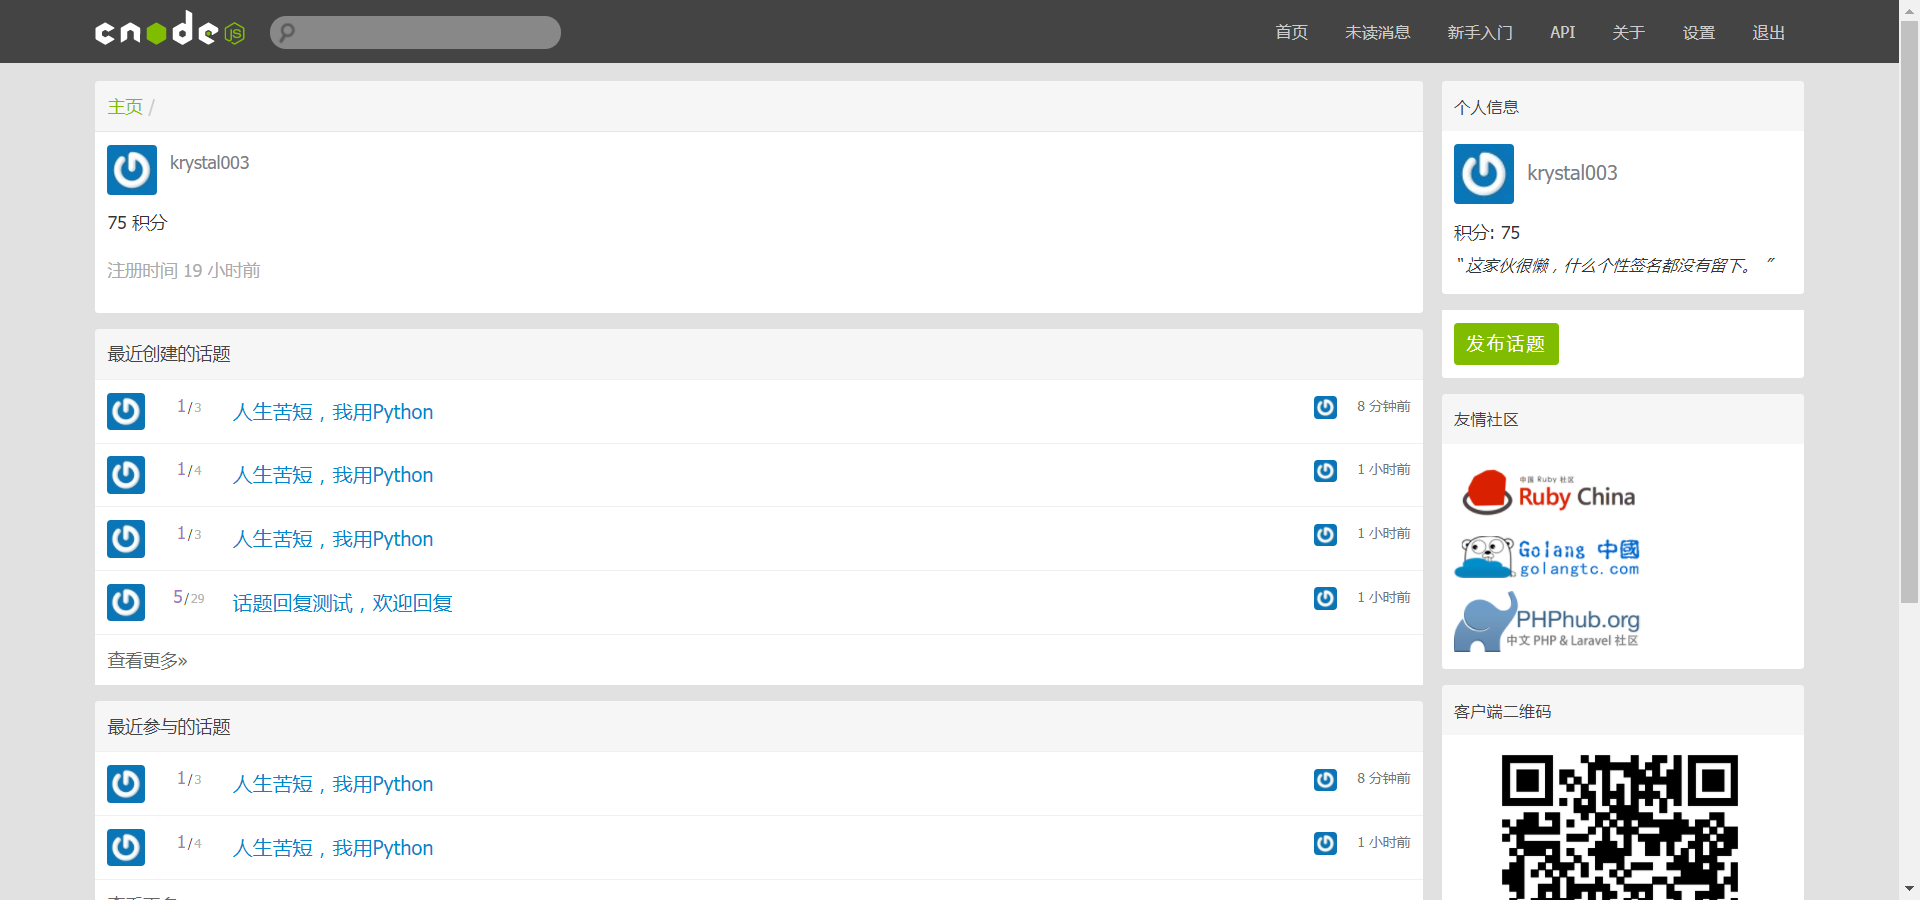 cnode JS
首页 未读消息 新手入门 API 关于 设置 退出
主页 /
krystal003
75 积分
注册时间 19 小时前
最近创建的话题
1/3 人生苦短，我用Python 8 分钟前
1/4 人生苦短，我用Python 1 小时前
1/3 人生苦短，我用Python 1 小时前
5/29 话题回复测试，欢迎回复 1 小时前
查看更多»
最近参与的话题
1/3 人生苦短，我用Python 8 分钟前
1/4 人生苦短，我用Python 1 小时前
个人信息
krystal003
积分: 75
“ 这家伙很懒，什么个性签名都没有留下。 ”
发布话题
友情社区
中国 Ruby 社区
Ruby China
Golang 中國
golangtc.com
PHPhub.org
中文 PHP & Laravel 社区
客户端二维码